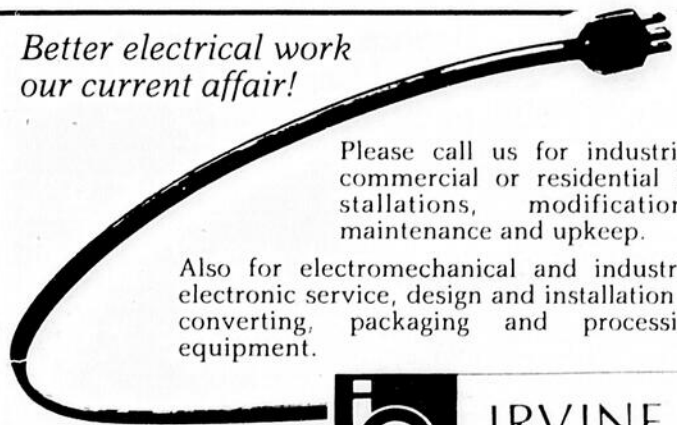 Better electrical work
our current affair!
Please call us for industri
commercial or residential
stallations, modification
maintenance and upkeep.
Also for electromechanical and industr
electronic service, design and installation
converting, packaging and processi
equipment.
IRVINE